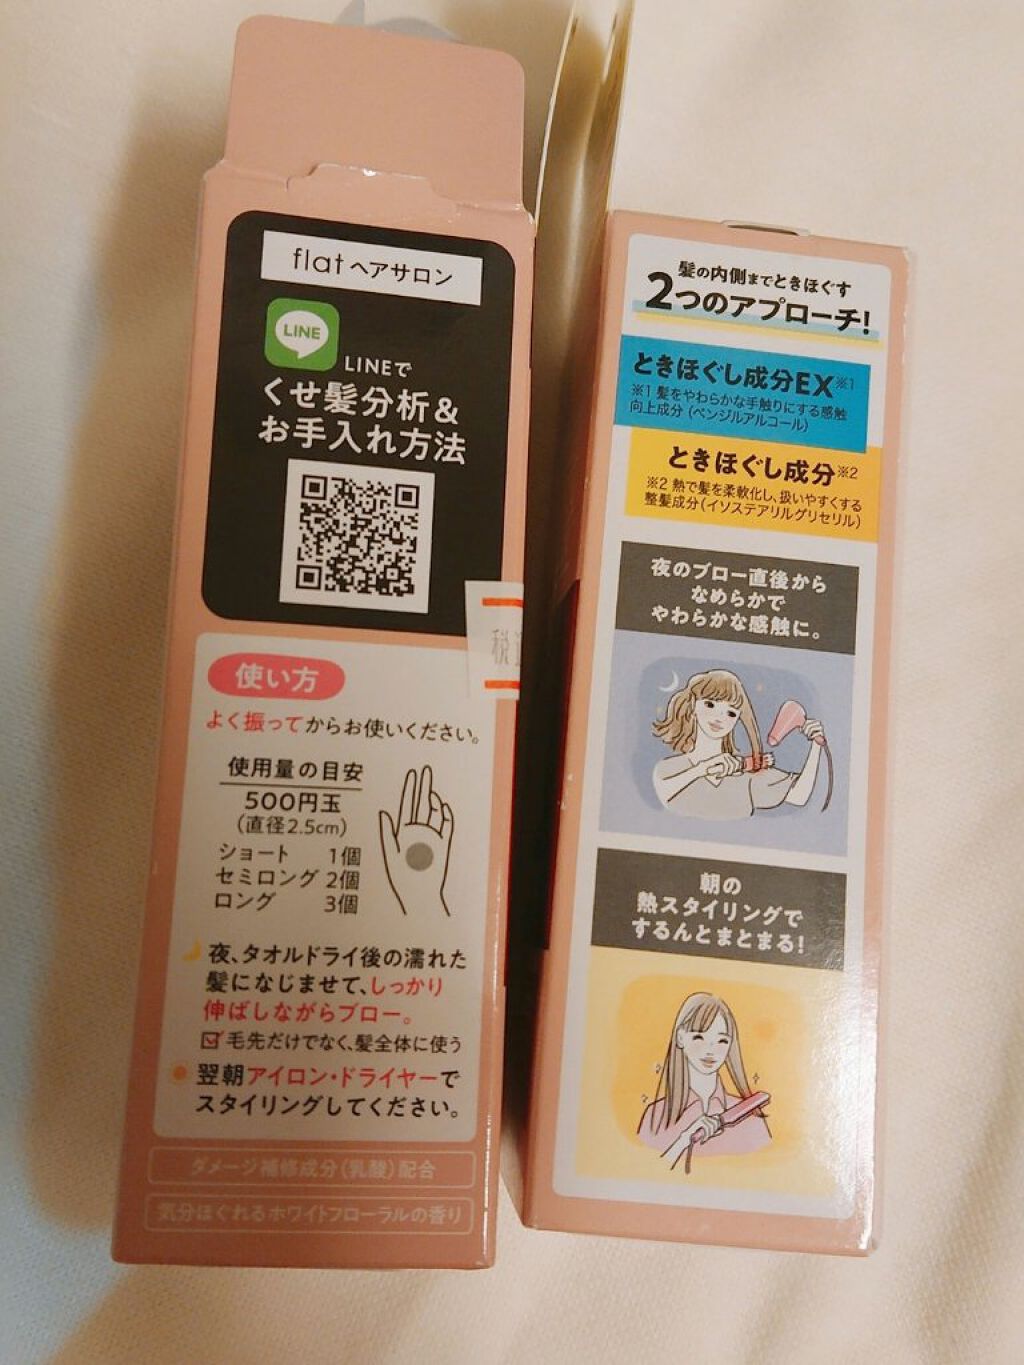 flat ヘアサロン
LINE
LINEで
くせ髪分析&
お手入れ方法
税
使い方
よく振ってからお使いください。
使用量の目安
500円玉
(直径2.5cm)
ショート 1個
セミロング 2個
ロング 3個
夜、タオルドライ後の濡れた
髪になじませて、しっかり
伸ばしながらブロー。
毛先だけでなく、髪全体に使う
翌朝アイロン・ドライヤーで
スタイリングしてください。
ダメージ補修成分(乳酸)配合
気分ほぐれるホワイトフローラルの香り
髪の内側までときほぐす
2つのアプローチ!
ときほぐし成分EX※1
※1 髪をやわらかな手触りにする感触
向上成分(ベンジルアルコール)
ときほぐし成分※2
※2 熱で髪を柔軟化し、扱いやすくする
整髪成分(イソステアリルグリセリル)
夜のブロー直後から
なめらかで
やわらかな感触に。
朝の
熱スタイリングで
するんとまとまる!